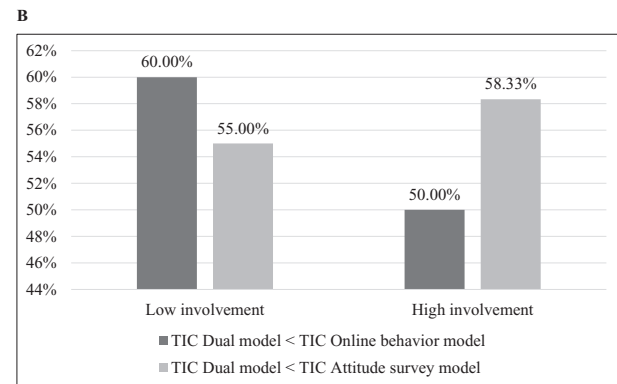 B
62%
60%
58%
56%
54%
52%
50%
48%
46%
44%
60.00%
55.00%
50.00%
58.33%
Low involvement
High involvement
■ TIC Dual model < TIC Online behavior model
■ TIC Dual model < TIC Attitude survey model